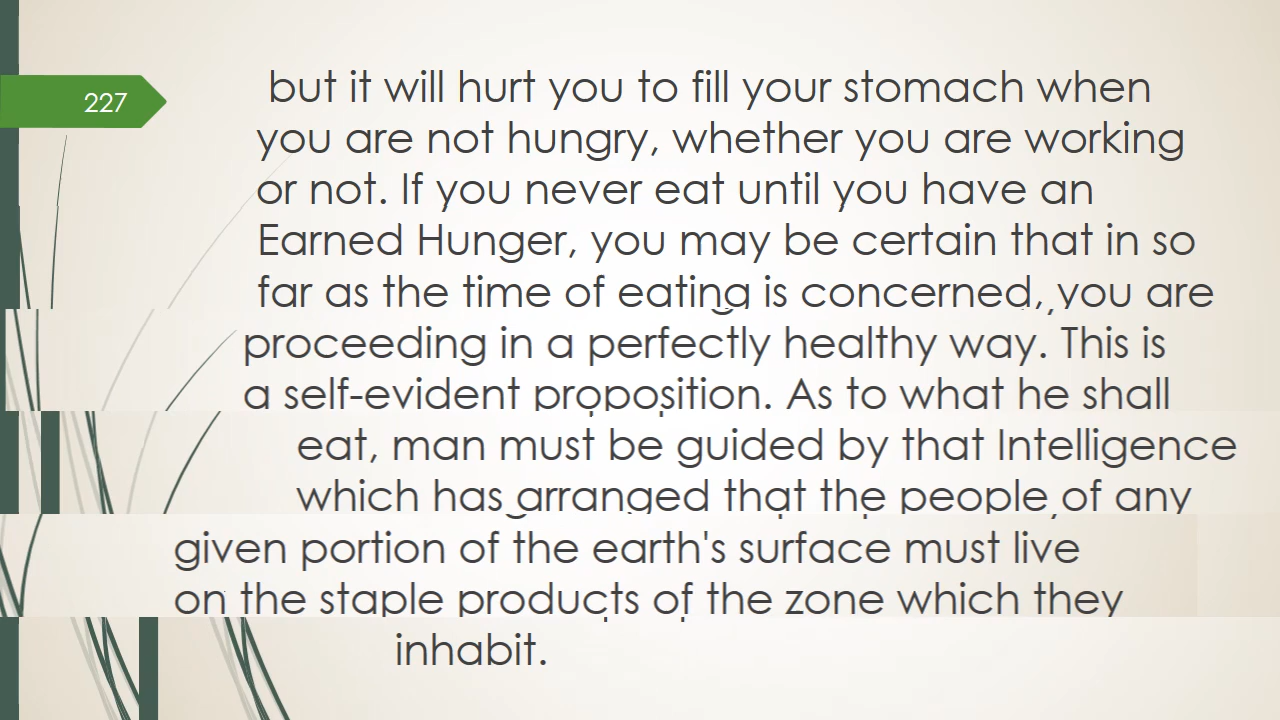 227
but it will hurt you to fill your stomach when
you are not hungry, whether you are working
or not. If you never eat until you have an
Earned Hunger, you may be certain that in so
far as the time of eating is concerned, you are
proceeding in a perfectly healthy way. This is
a self-evident proposition. As to what he shall
eat, man must be guided by that Intelligence
which has arranged that the people of any
given portion of the earth's surface must live
on the staple products of the zone which they
inhabit.